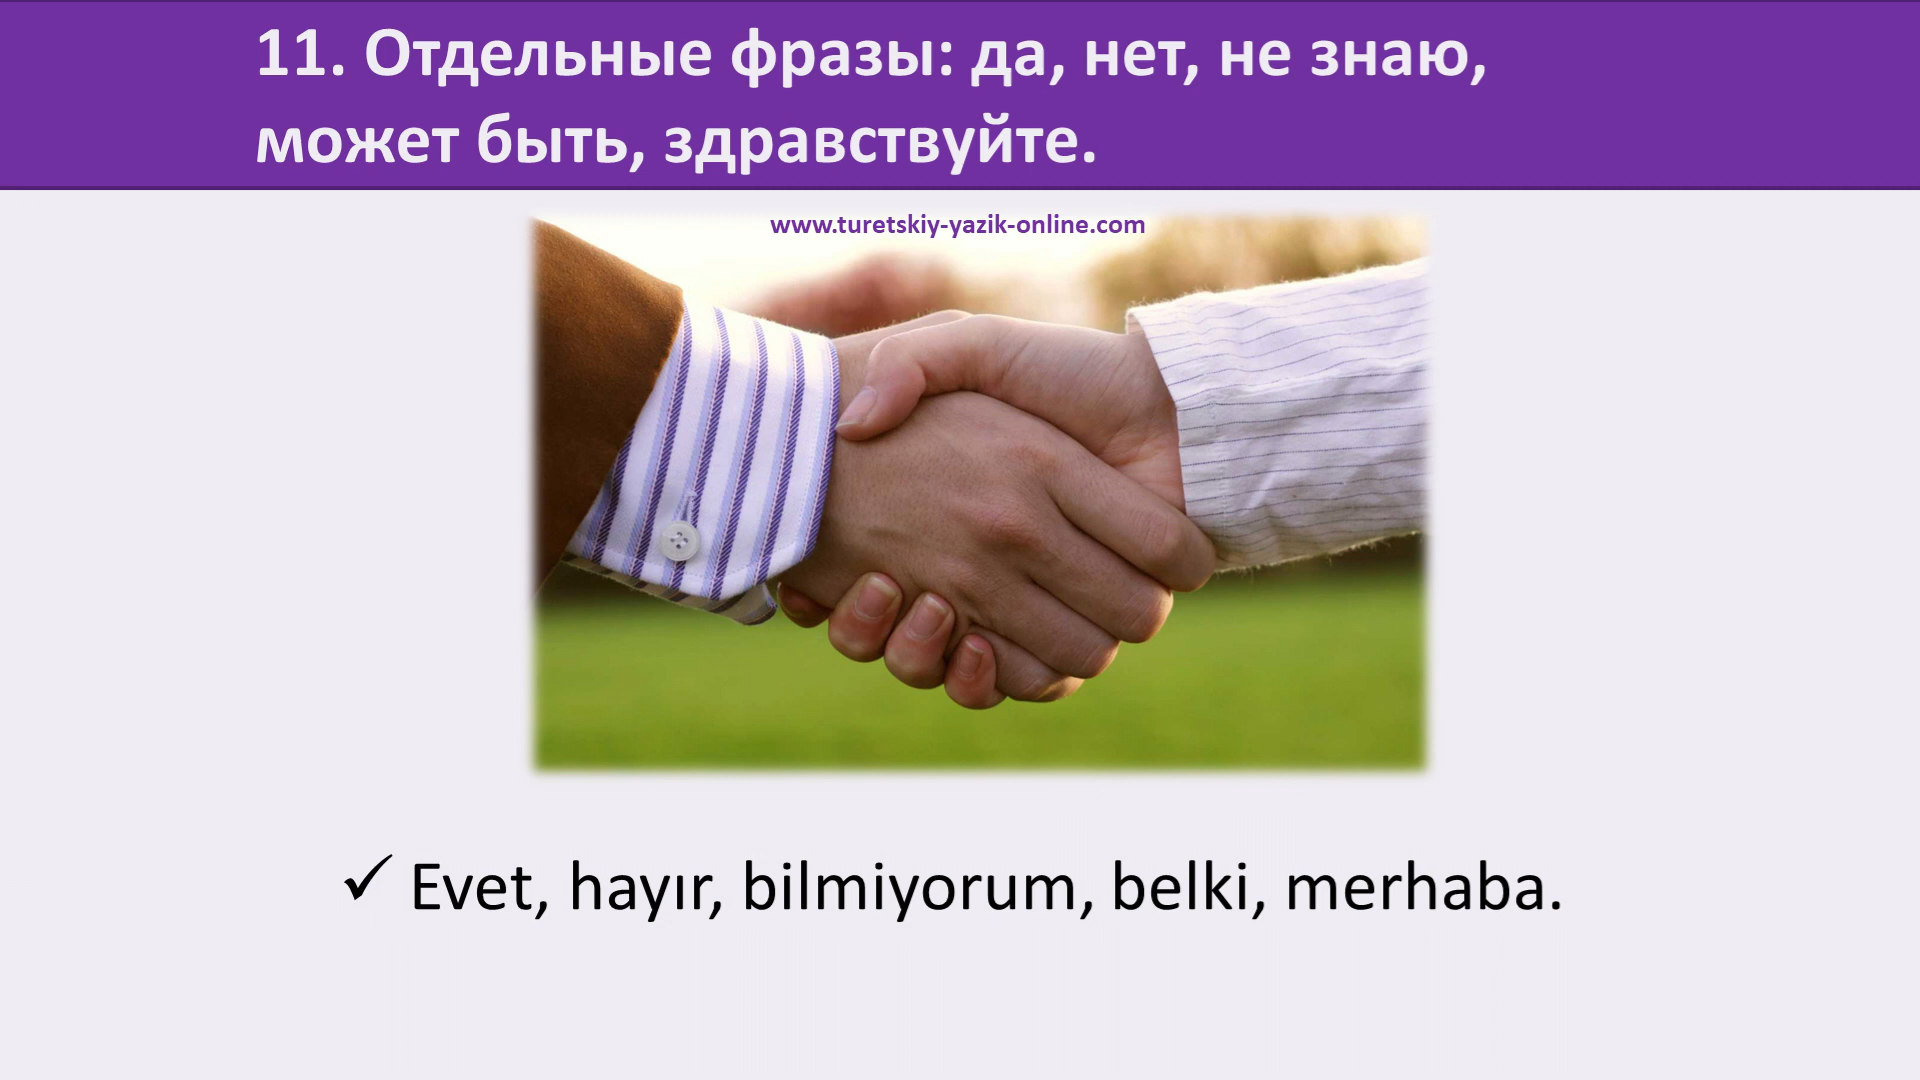 11. Отдельные фразы: да, нет, не знаю,
может быть, здравствуйте.
www.turetskiy-yazik-online.com
✓ Evet, hayır, bilmiyorum, belki, merhaba.